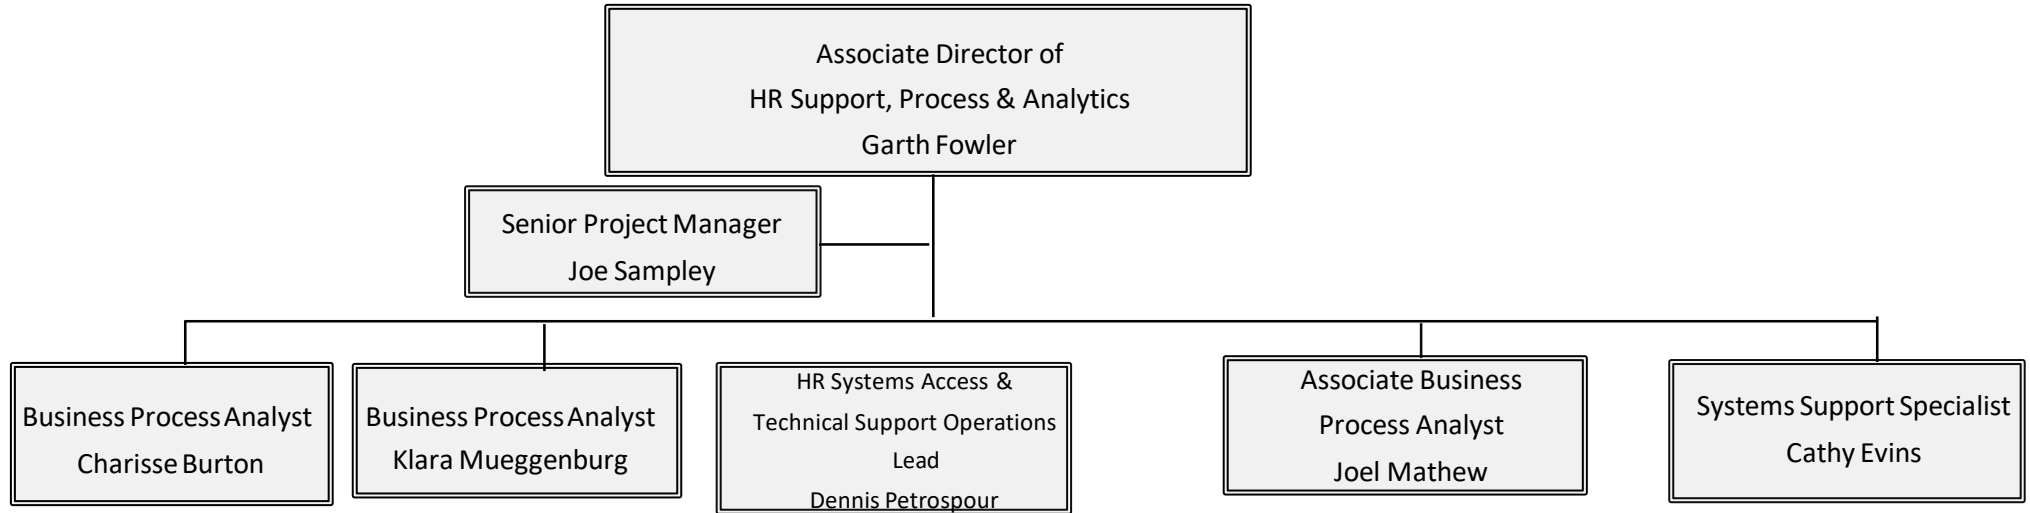 Associate Director of
HR Support, Process & Analytics
Garth Fowler
Senior Project Manager
Joe Sampley
Business Process Analyst
Charisse Burton
Business Process Analyst
Klara Mueggenburg
HR Systems Access &
Technical Support Operations
Lead
Dennis Petrospour
Associate Business
Process Analyst
Joel Mathew
Systems Support Specialist
Cathy Evins